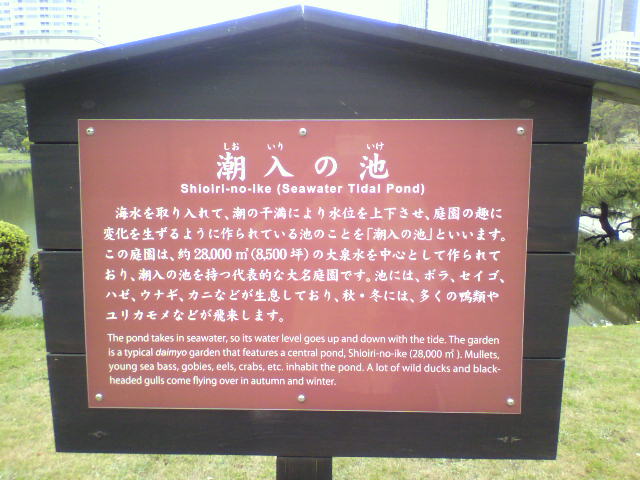 しお いり いけ
潮入の池
Shioiri-no-ike (Seawater Tidal Pond)
海水を取り入れて、潮の干満により水位を上下させ、庭園の趣に
変化を生ずるように作られている池のことを「潮入の池」といいます。
この庭園は、約28,000㎡(8,500坪)の大泉水を中心として作られて
おり、潮入の池を持つ代表的な大名庭園です。池には、ボラ、セイゴ、
ハゼ、ウナギ、カニなどが生息しており、秋・冬には、多くの鴨類や
ユリカモメなどが飛来します。
The pond takes in seawater, so its water level goes up and down with the tide. The garden
is a typical daimyo garden that features a central pond, Shioiri-no-ike (28,000 ㎡). Mullets,
young sea bass, gobies, eels, crabs, etc. inhabit the pond. A lot of wild ducks and black-
headed gulls come flying over in autumn and winter.